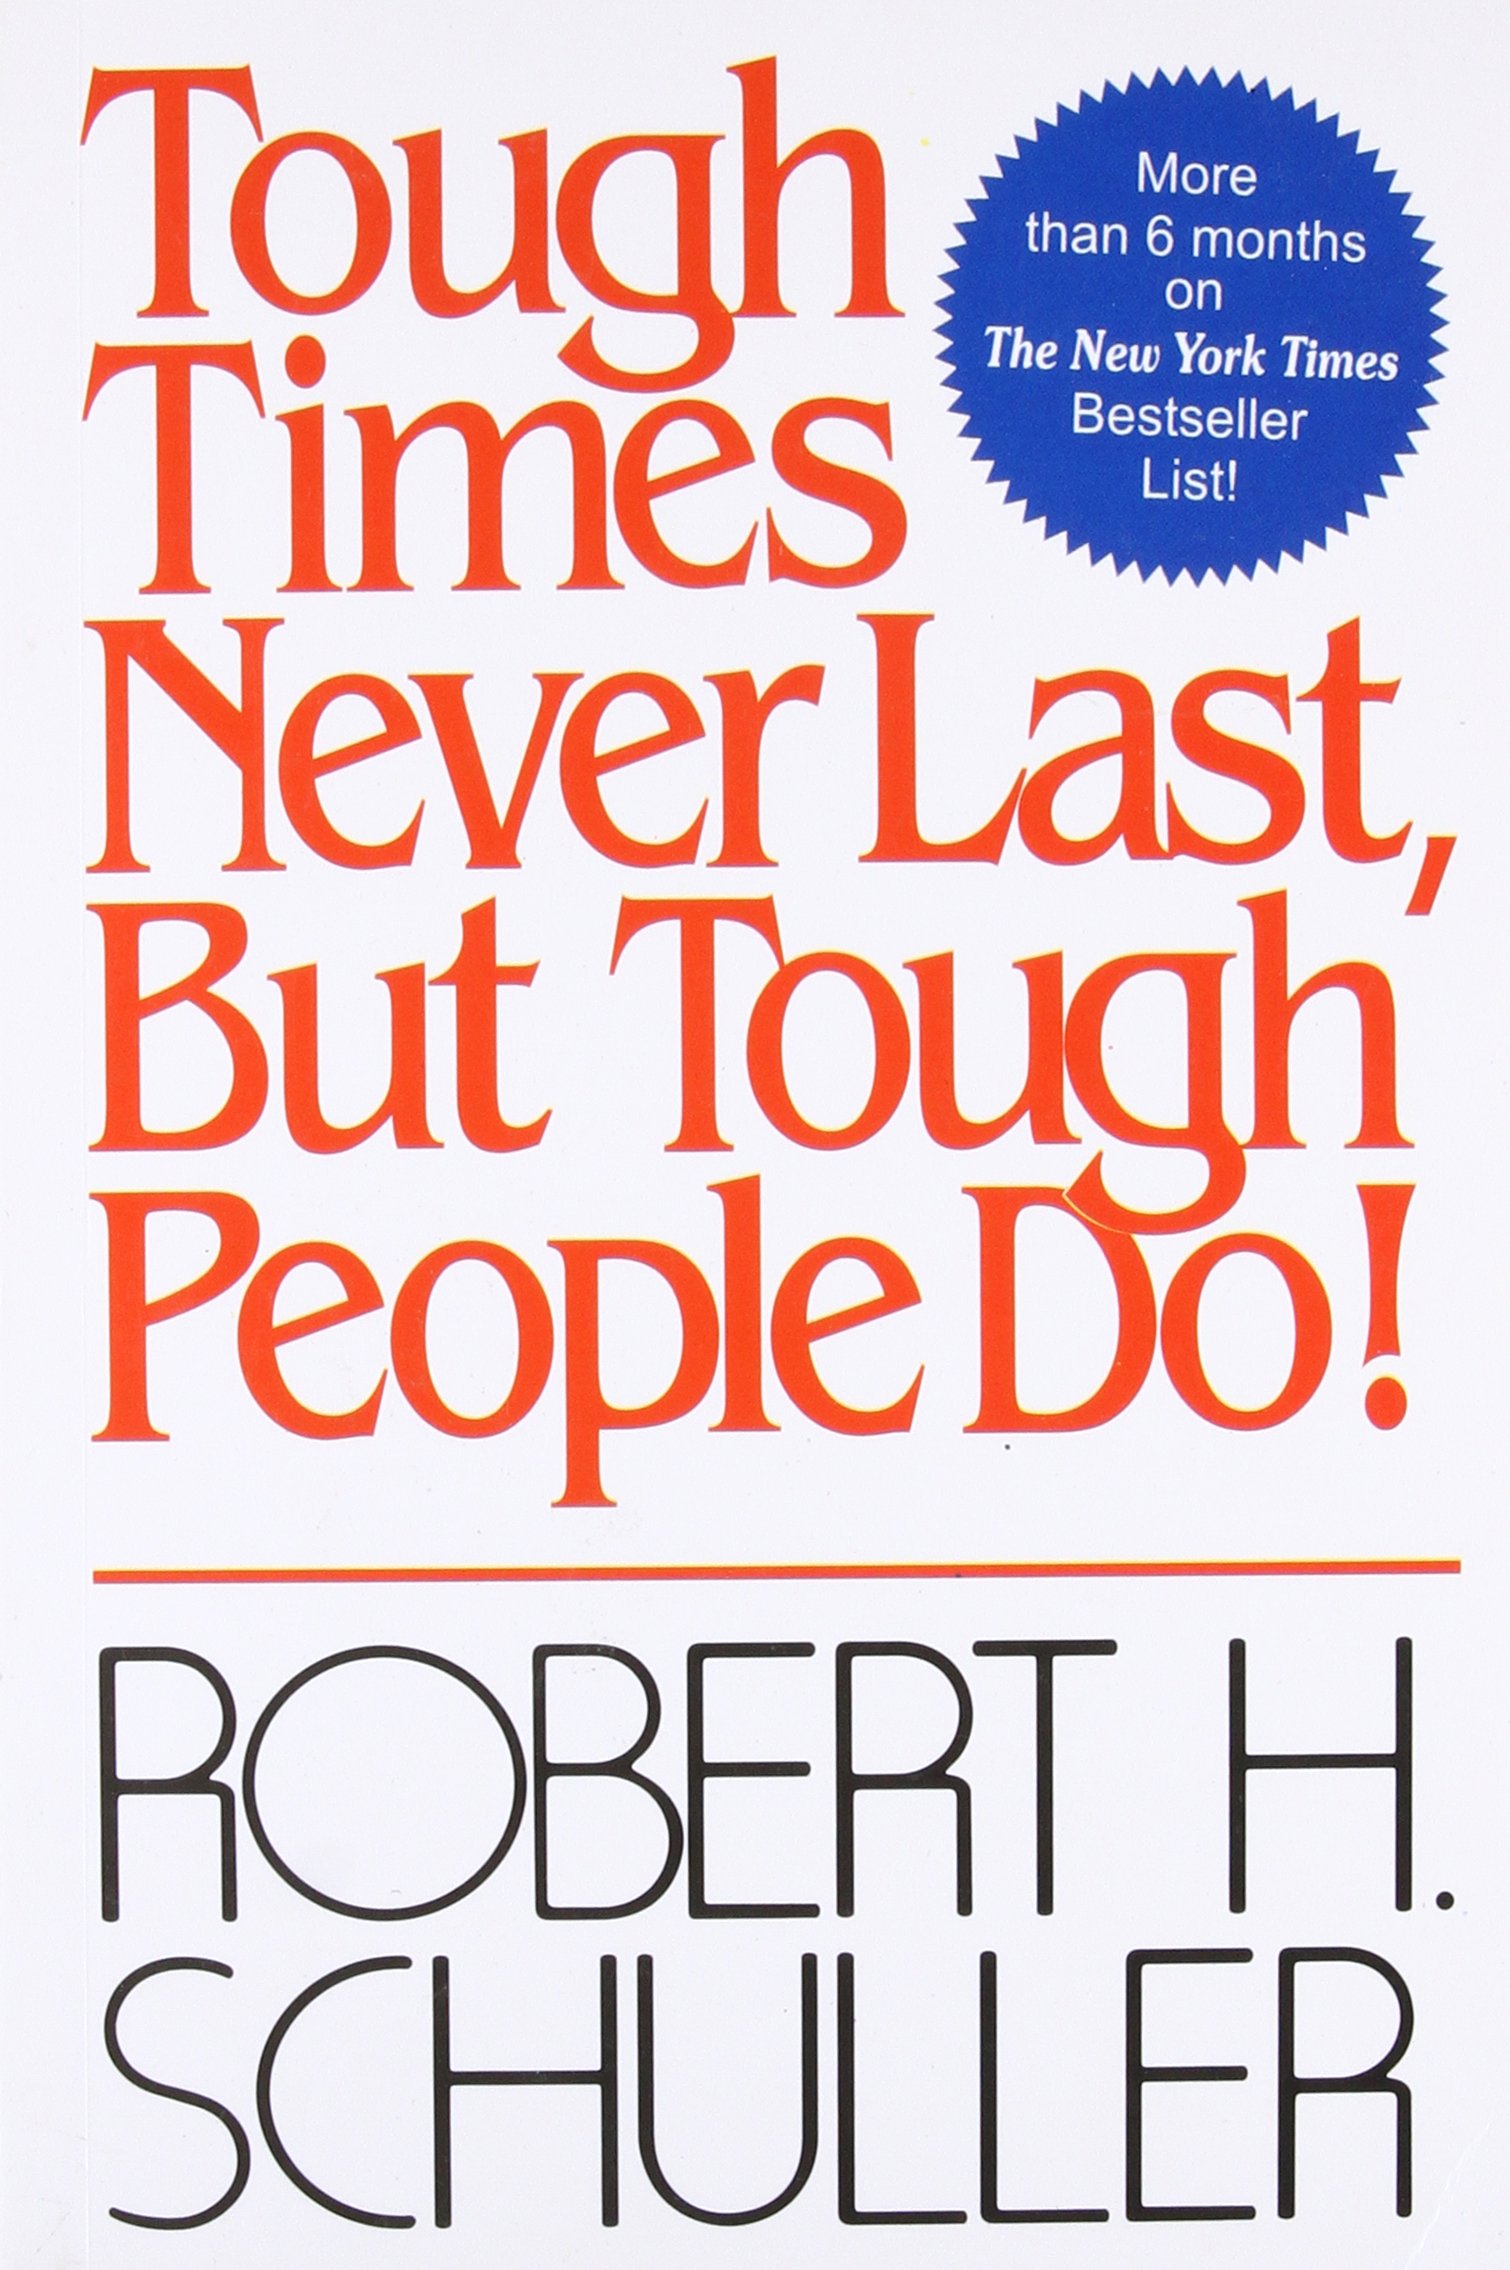 Tough
Times
Never Last,
But Tough
People Do!
More
than 6 months
on
The New York Times
Bestseller
List!
ROBERT H.
SCHULLER